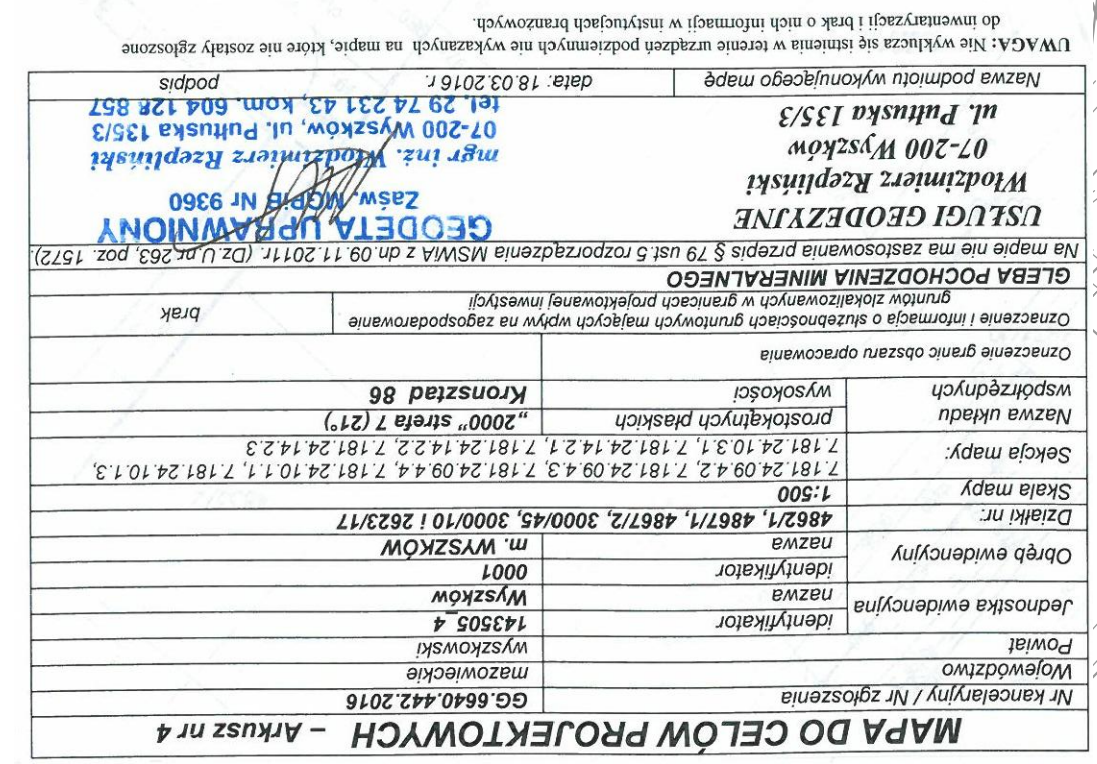 MAPA DO CELÓW PROJEKTOWYCH – Arkusz nr 4
Nr kancelaryjny / Nr zgłoszenia GG.6640.442.2016
Województwo mazowieckie
Powiat wyszkowski
Jednostka ewidencyjna identyfikator 143505_4
nazwa Wyszków
Obręb ewidencyjny identyfikator 0001
nazwa m. WYSZKÓW
Działki nr: 4862/1, 4867/1, 4867/2, 3000/45, 3000/10 i 2623/17
Skala mapy 1:500
Sekcja mapy: 7.181.24.09.4.2, 7.181.24.09.4.3, 7.181.24.09.4.4, 7.181.24.10.1.1, 7.181.24.10.1.3,
7.181.24.10.3.1, 7.181.24.14.2.1, 7.181.24.14.2.2, 7.181.24.14.2.3
Nazwa układu współrzędnych prostokątnych płaskich „2000” strefa 7 (21°)
wysokości Kronsztad 86
Oznaczenie granic obszaru opracowania
Oznaczenie i informacja o służebnościach gruntowych mających wpływ na zagospodarowanie
gruntów zlokalizowanych w granicach projektowanej inwestycji brak
GLEBA POCHODZENIA MINERALNEGO
Na mapie nie ma zastosowania przepis § 79 ust.5 rozporządzenia MSWiA z dn.09.11.2011r. (Dz.U.nr 263, poz. 1572).
USŁUGI GEODEZYJNE
Włodzimierz Rzepliński
07-200 Wyszków
ul. Pułtuska 135/3
GEODETA UPRAWNIONY
Zaśw. MGPiB Nr 9360
mgr inż. Włodzimierz Rzepliński
07-200 Wyszków, ul. Pułtuska 135/3
tel. 29 74 231 43, kom. 604 128 857
Nazwa podmiotu wykonującego mapę data: 18.03.2016 r. podpis
UWAGA: Nie wyklucza się istnienia w terenie urządzeń podziemnych nie wykazanych na mapie, które nie zostały zgłoszone
do inwentaryzacji i brak o nich informacji w instytucjach branżowych.